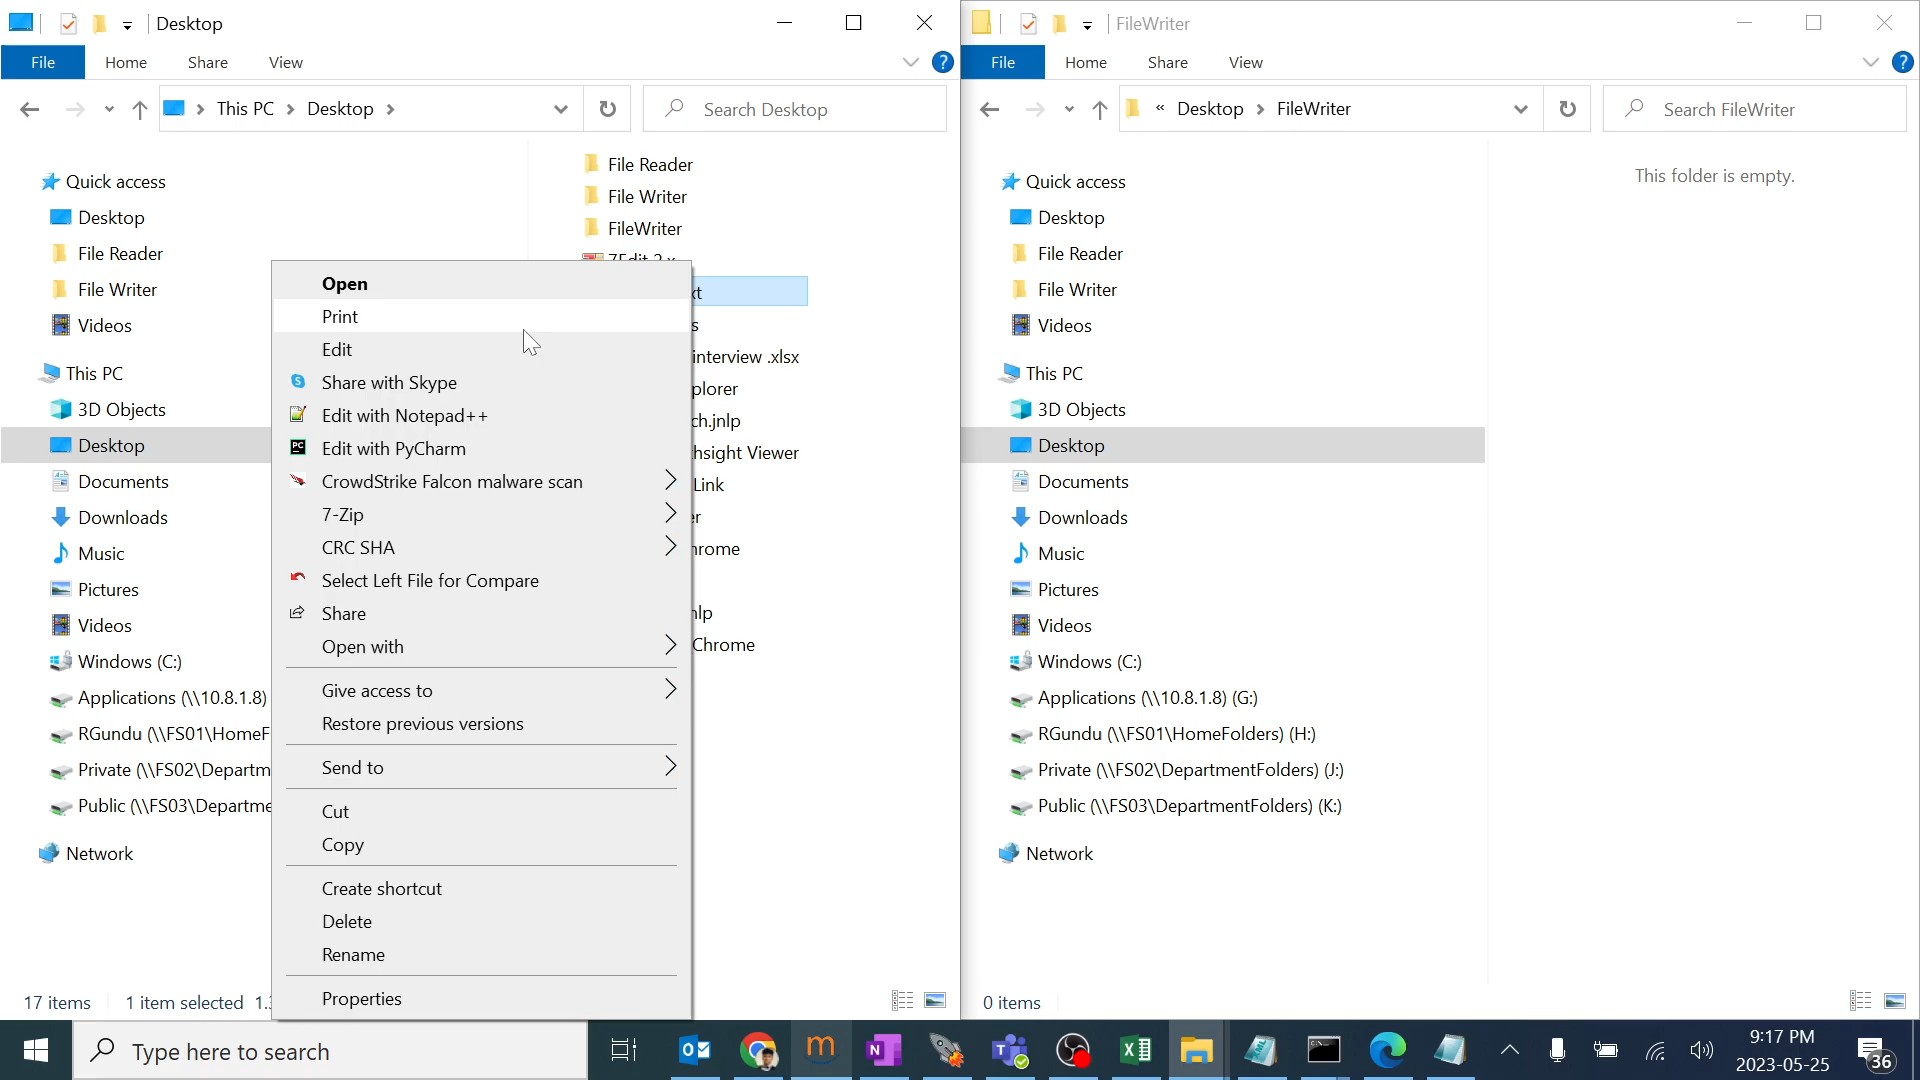 Desktop
File
Home
Share
View
?
This PC
Desktop
Search Desktop
Quick access
Desktop
File Reader
File Writer
Videos
This PC
3D Objects
Desktop
Documents
Downloads
Music
Pictures
Videos
Windows (C:)
Applications (\\10.8.1.8)
RGundu (\\FS01\HomeF
Private (\\FS02\Departm
Public (\\FS03\Departme
Network
File Reader
File Writer
FileWriter
xt
s
interview .xlsx
plorer
ch.jnlp
hsight Viewer
Link
er
hrome
nlp
Chrome
Open
Print
Edit
Share with Skype
Edit with Notepad++
PC
Edit with PyCharm
CrowdStrike Falcon malware scan
7-Zip
CRC SHA
Select Left File for Compare
Share
Open with
Give access to
Restore previous versions
Send to
Cut
Copy
Create shortcut
Delete
Rename
Properties
17 items
1 item selected
FileWriter
File
Home
Share
View
?
« Desktop
FileWriter
Search FileWriter
Quick access
Desktop
File Reader
File Writer
Videos
This PC
3D Objects
Desktop
Documents
Downloads
Music
Pictures
Videos
Windows (C:)
Applications (\\10.8.1.8) (G:)
RGundu (\\FS01\HomeFolders) (H:)
Private (\\FS02\DepartmentFolders) (J:)
Public (\\FS03\DepartmentFolders) (K:)
Network
This folder is empty.
0 items
Type here to search
9:17 PM
2023-05-25
36